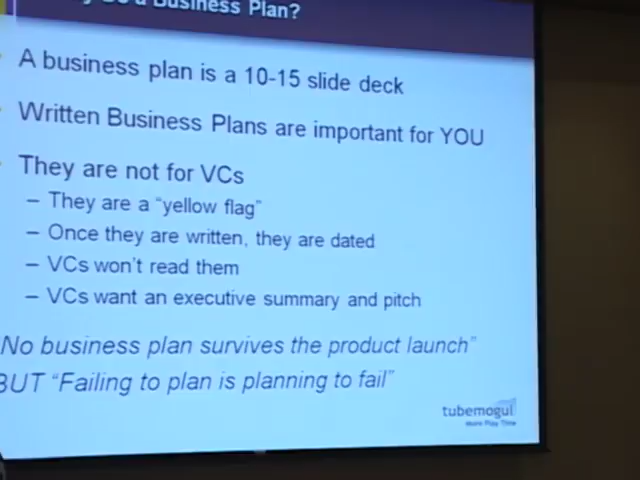 Business Plan?
A business plan is a 10-15 slide deck
Written Business Plans are important for YOU
They are not for VCs
– They are a “yellow flag”
– Once they are written, they are dated
– VCs won't read them
– VCs want an executive summary and pitch
No business plan survives the product launch”
BUT “Failing to plan is planning to fail”
tubemogul
More Play Time